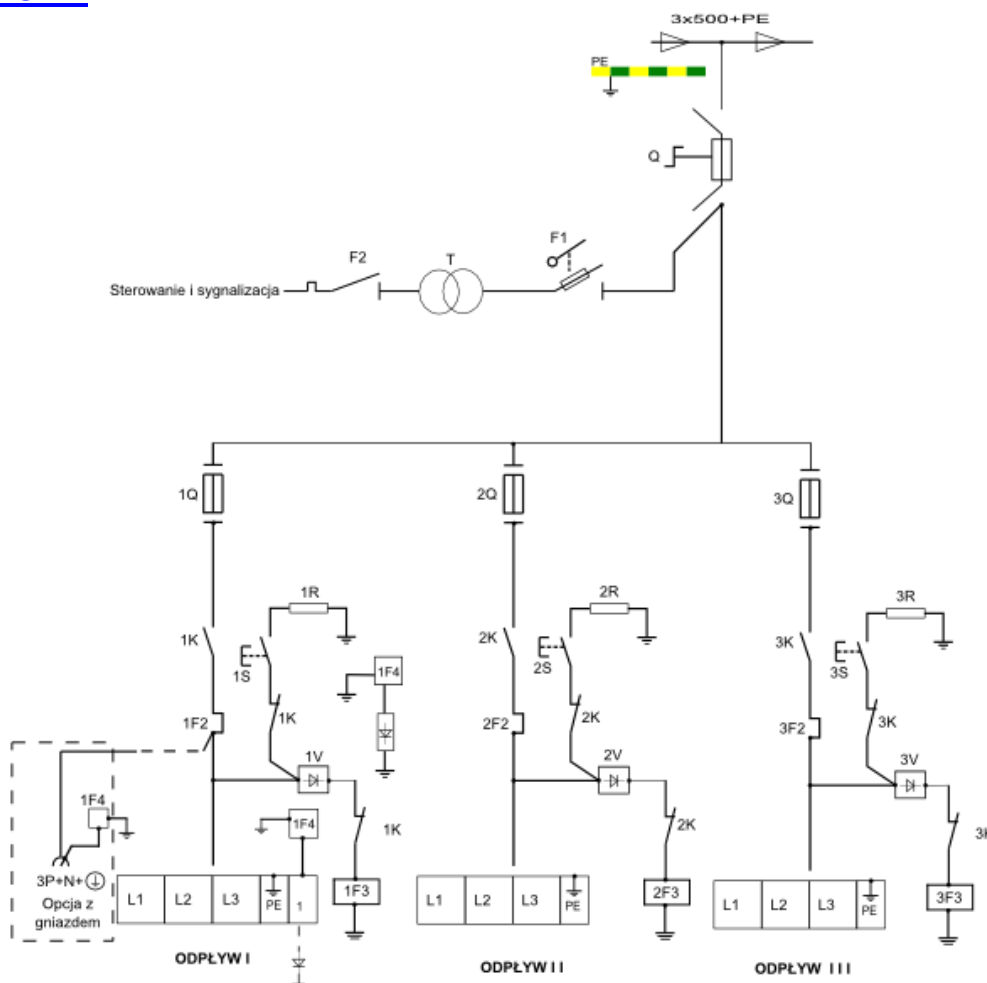 3x500+PE
PE
Q
F1
F2
T
Sterowanie i sygnalizacja
1Q
2Q
3Q
1R
2R
3R
1K
1S
2K
2S
3K
3S
1F4
1K
2K
3K
1F2
2F2
3F2
1V
2V
3V
1F4
1F4
1K
2K
3K
3P+N+
Opcja z
gniazdem
L1 L2 L3 PE 1
1F3
L1 L2 L3 PE
2F3
L1 L2 L3 PE
3F3
ODPŁYW I
ODPŁYW I I
ODPŁYW I I I